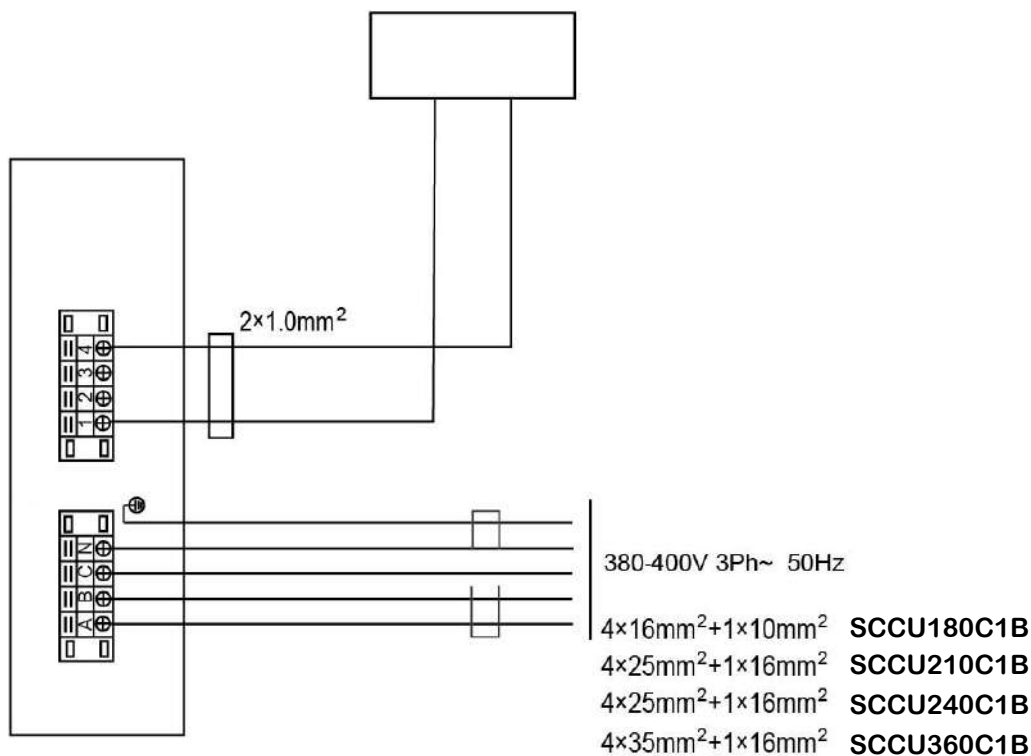 2×1.0mm²
4
3
2
1
N
C
B
A
380-400V 3Ph~ 50Hz
4×16mm²+1×10mm² SCCU180C1B
4×25mm²+1×16mm² SCCU210C1B
4×25mm²+1×16mm² SCCU240C1B
4×35mm²+1×16mm² SCCU360C1B